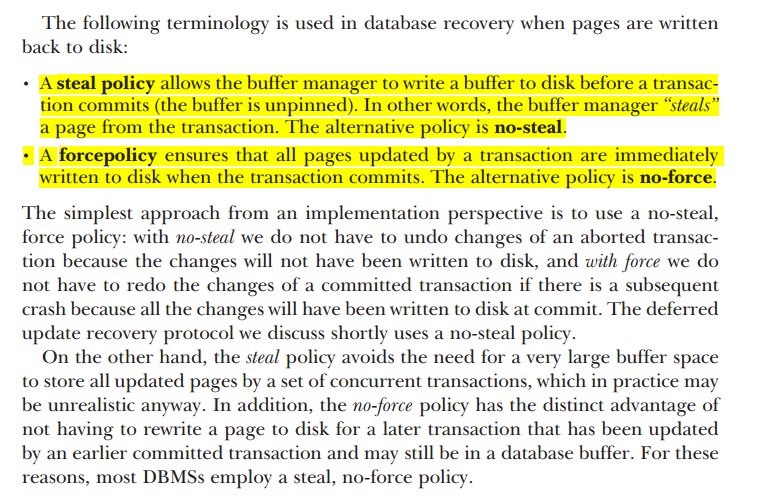 The following terminology is used in database recovery when pages are written
back to disk:
• A steal policy allows the buffer manager to write a buffer to disk before a transac-
tion commits (the buffer is unpinned). In other words, the buffer manager “steals”
a page from the transaction. The alternative policy is no-steal.
• A forcepolicy ensures that all pages updated by a transaction are immediately
written to disk when the transaction commits. The alternative policy is no-force.
The simplest approach from an implementation perspective is to use a no-steal,
force policy: with no-steal we do not have to undo changes of an aborted transac-
tion because the changes will not have been written to disk, and with force we do
not have to redo the changes of a committed transaction if there is a subsequent
crash because all the changes will have been written to disk at commit. The deferred
update recovery protocol we discuss shortly uses a no-steal policy.
On the other hand, the steal policy avoids the need for a very large buffer space
to store all updated pages by a set of concurrent transactions, which in practice may
be unrealistic anyway. In addition, the no-force policy has the distinct advantage of
not having to rewrite a page to disk for a later transaction that has been updated
by an earlier committed transaction and may still be in a database buffer. For these
reasons, most DBMSs employ a steal, no-force policy.